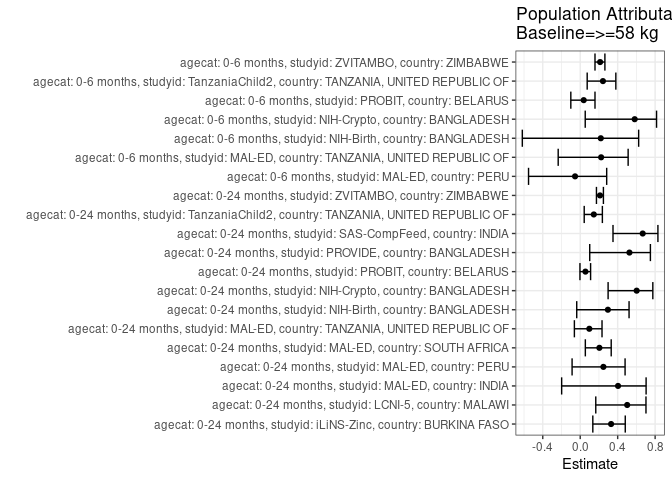 Population Attributa
Baseline=>=58 kg
agecat: 0-6 months, studyid: ZVITAMBO, country: ZIMBABWE
agecat: 0-6 months, studyid: TanzaniaChild2, country: TANZANIA, UNITED REPUBLIC OF
agecat: 0-6 months, studyid: PROBIT, country: BELARUS
agecat: 0-6 months, studyid: NIH-Crypto, country: BANGLADESH
agecat: 0-6 months, studyid: NIH-Birth, country: BANGLADESH
agecat: 0-6 months, studyid: MAL-ED, country: TANZANIA, UNITED REPUBLIC OF
agecat: 0-6 months, studyid: MAL-ED, country: PERU
agecat: 0-24 months, studyid: ZVITAMBO, country: ZIMBABWE
agecat: 0-24 months, studyid: TanzaniaChild2, country: TANZANIA, UNITED REPUBLIC OF
agecat: 0-24 months, studyid: SAS-CompFeed, country: INDIA
agecat: 0-24 months, studyid: PROVIDE, country: BANGLADESH
agecat: 0-24 months, studyid: PROBIT, country: BELARUS
agecat: 0-24 months, studyid: NIH-Crypto, country: BANGLADESH
agecat: 0-24 months, studyid: NIH-Birth, country: BANGLADESH
agecat: 0-24 months, studyid: MAL-ED, country: TANZANIA, UNITED REPUBLIC OF
agecat: 0-24 months, studyid: MAL-ED, country: SOUTH AFRICA
agecat: 0-24 months, studyid: MAL-ED, country: PERU
agecat: 0-24 months, studyid: MAL-ED, country: INDIA
agecat: 0-24 months, studyid: LCNI-5, country: MALAWI
agecat: 0-24 months, studyid: iLiNS-Zinc, country: BURKINA FASO
-0.4 0.0 0.4 0.8
Estimate